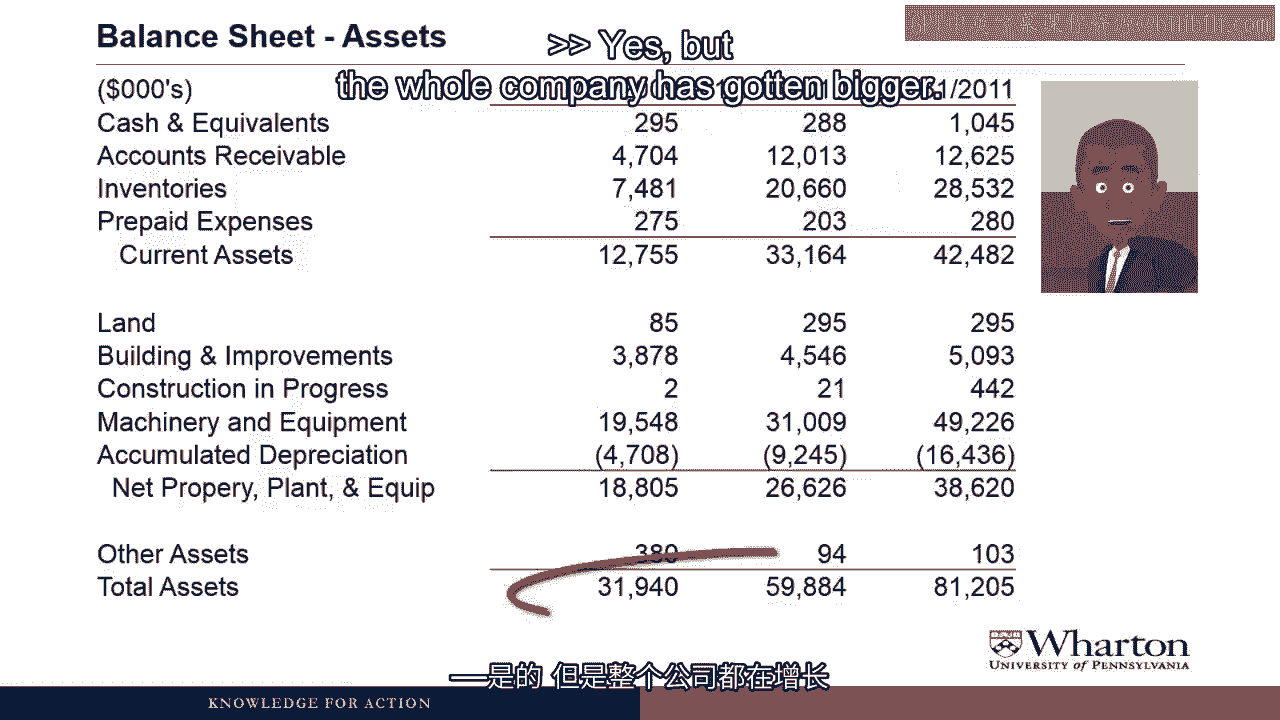 Balance Sheet - Assets
>> Yes, but
the whole company has gotten bigger.
($000's) 1/2011
Cash & Equivalents 295 288 1,045
Accounts Receivable 4,704 12,013 12,625
Inventories 7,481 20,660 28,532
Prepaid Expenses 275 203 280
Current Assets 12,755 33,164 42,482
Land 85 295 295
Building & Improvements 3,878 4,546 5,093
Construction in Progress 2 21 442
Machinery and Equipment 19,548 31,009 49,226
Accumulated Depreciation (4,708) (9,245) (16,436)
Net Propery, Plant, & Equip 18,805 26,626 38,620
Other Assets 380 94 103
Total Assets 31,940 59,884 81,205
Wharton
UNIVERSITY OF PENNSYLVANIA
—是的 但是整个公司都在增长
KNOWLEDGE FOR ACTION